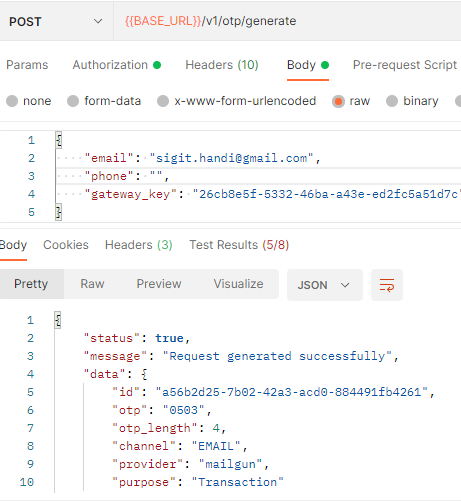 POST {{BASE_URL}}/v1/otp/generate
Params Authorization Headers (10) Body Pre-request Script
none form-data x-www-form-urlencoded raw binary
1 {
2 "email": "sigit.handi@gmail.com",
3 "phone": "",
4 "gateway_key": "26cb8e5f-5332-46ba-a43e-ed2fc5a51d7c"
5 }
Body Cookies Headers (3) Test Results (5/8)
Pretty Raw Preview Visualize JSON
1 {
2 "status": true,
3 "message": "Request generated successfully",
4 "data": {
5 "id": "a56b2d25-7b02-42a3-acd0-884491fb4261",
6 "otp": "0503",
7 "otp_length": 4,
8 "channel": "EMAIL",
9 "provider": "mailgun",
10 "purpose": "Transaction"